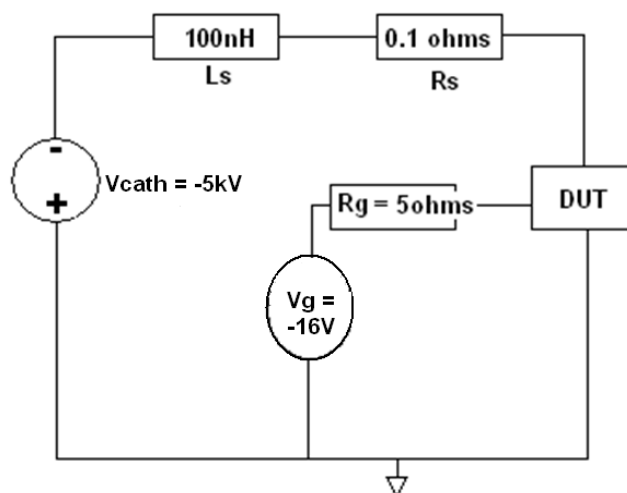 100nH
Ls
0.1 ohms
Rs
-
+
Vcath = -5kV
Rg = 5ohms
DUT
Vg =
-16V